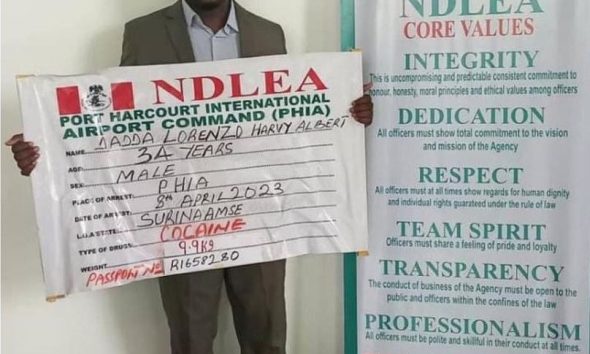 NDLEA
PORT HARCOURT INTERNATIONAL
AIRPORT COMMAND (PHIA)
NAME: DADDA LORENZO HARVY ALBERT
AGE: 34 YEARS
SEX: MALE
PLACE OF ARREST: PHIA
DATE OF ARREST: 8th APRIL 2023
L.G.A/STATE: SURINAAMSE
TYPE OF DRUGS: COCAINE
WEIGHT: 9.9KG
PASSPORT NO R1658280
NDLEA
CORE VALUES
INTEGRITY
This is uncompromising and predictable consistent commitment to
honour, honesty, moral principles and ethical values among officers
DEDICATION
All officers must show total commitment to the vision
and mission of the Agency
RESPECT
All officers must at all times show regards for human dignity
and individual rights guaranteed under the rule of law
TEAM SPIRIT
Officers must share a feeling of pride and loyalty
TRANSPARENCY
The conduct of business of the Agency must be open to the
public and officers within the confines of the law
PROFESSIONALISM
All officers must be polite and skillful in their conduct at all times.